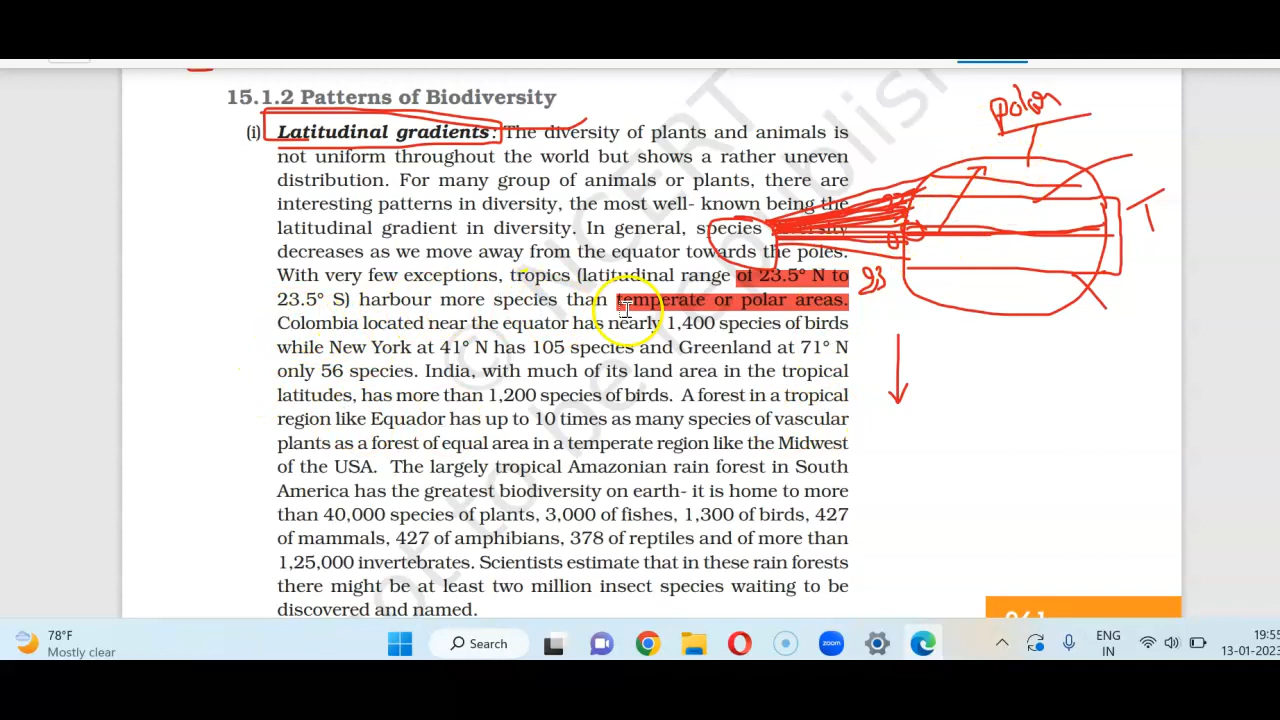 15.1.2 Patterns of Biodiversity
polar
(i) Latitudinal gradients: The diversity of plants and animals is
not uniform throughout the world but shows a rather uneven
distribution. For many group of animals or plants, there are
interesting patterns in diversity, the most well- known being the
latitudinal gradient in diversity. In general, species diversity
T
decreases as we move away from the equator towards the poles.
With very few exceptions, tropics (latitudinal range of 23.5° N to
23
23.5° S) harbour more species than temperate or polar areas.
Colombia located near the equator has nearly 1,400 species of birds
while New York at 41° N has 105 species and Greenland at 71° N
only 56 species. India, with much of its land area in the tropical
latitudes, has more than 1,200 species of birds. A forest in a tropical
region like Equador has up to 10 times as many species of vascular
plants as a forest of equal area in a temperate region like the Midwest
of the USA. The largely tropical Amazonian rain forest in South
America has the greatest biodiversity on earth- it is home to more
than 40,000 species of plants, 3,000 of fishes, 1,300 of birds, 427
of mammals, 427 of amphibians, 378 of reptiles and of more than
1,25,000 invertebrates. Scientists estimate that in these rain forests
there might be at least two million insect species waiting to be
discovered and named.
© NCERT
not to be republish
78°F
Mostly clear
Search
zoom
ENG
IN
19:55
13-01-2023